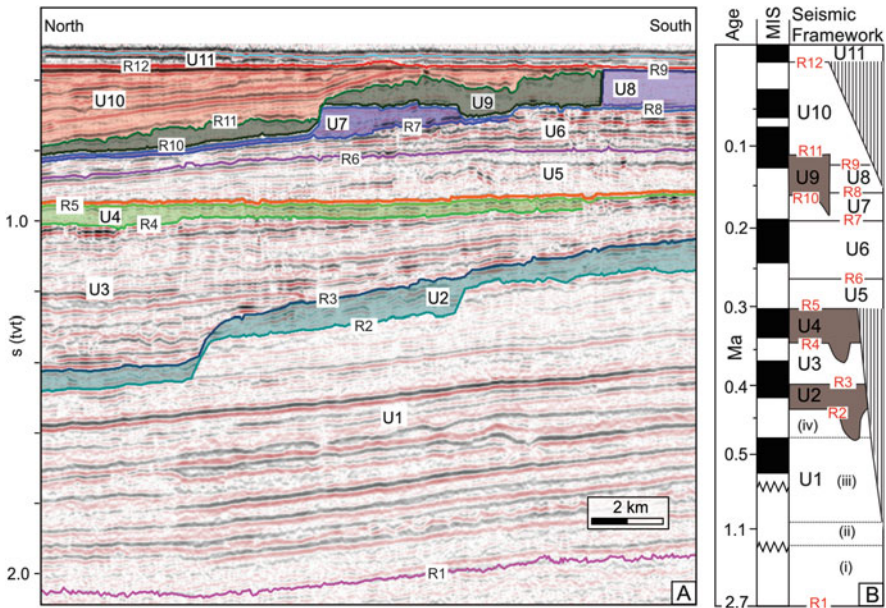 North
South
U11
R12
R9
U10
U8
R11
U9
U7
R7
R8
R10
U6
R6
U5
1.0
R5
U4
R4
U3
R3
U2
R2
s (tvt)
U1
2 km
R1
2.0
A
Age
MIS
Seismic
Framework
U11
R12
U10
0.1
R11
R9
U9
U8
R8
R10
U7
0.2
R7
U6
R6
U5
0.3
R5
U4
R4
Ma
U3
R3
0.4
U2
R2
(iv)
0.5
U1
(iii)
1.1
(ii)
(i)
2.7
R1
B